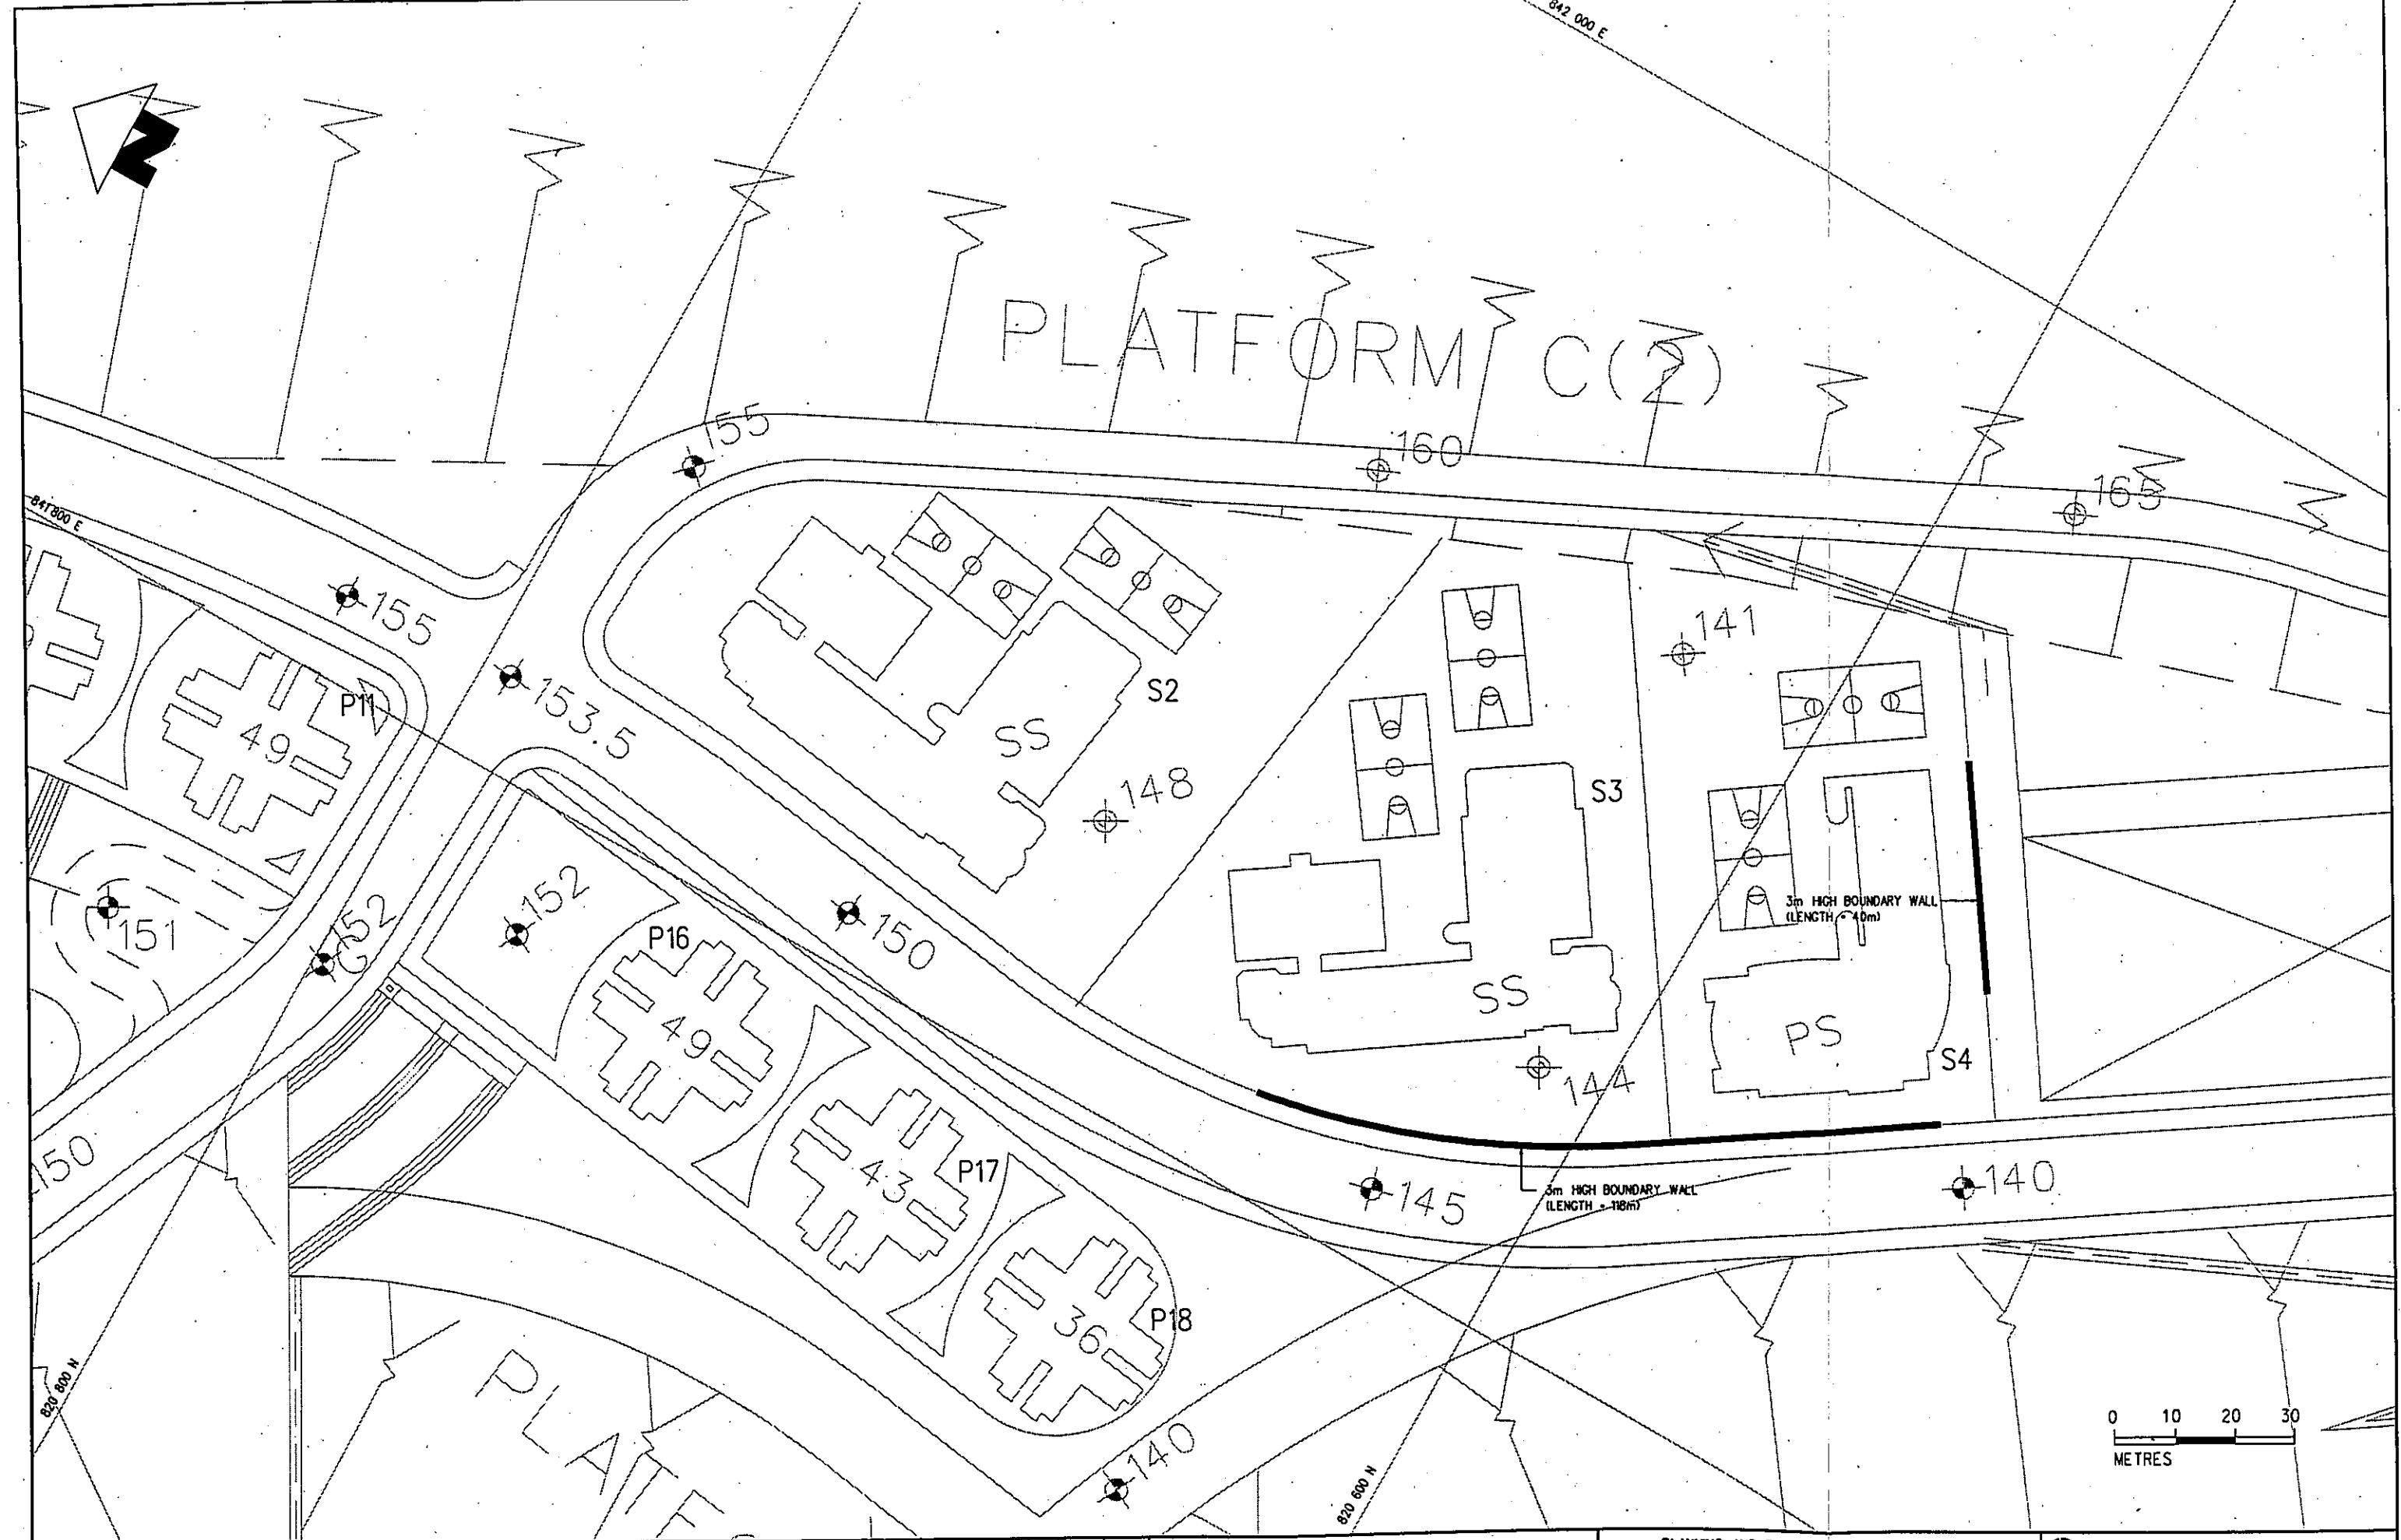 842 000 E
N
PLATFORM C(2)
155
160
165
841800 E
155
141
P11
153.5
S2
49
SS
148
S3
152
P16
151
152
150
3m HIGH BOUNDARY WALL
(LENGTH = 40m)
49
SS
PS
S4
144
150
43
P17
145
3m HIGH BOUNDARY WALL
(LENGTH = 118m)
140
36
P18
820 800 N
140
820 600 N
0 10 20 30
METRES